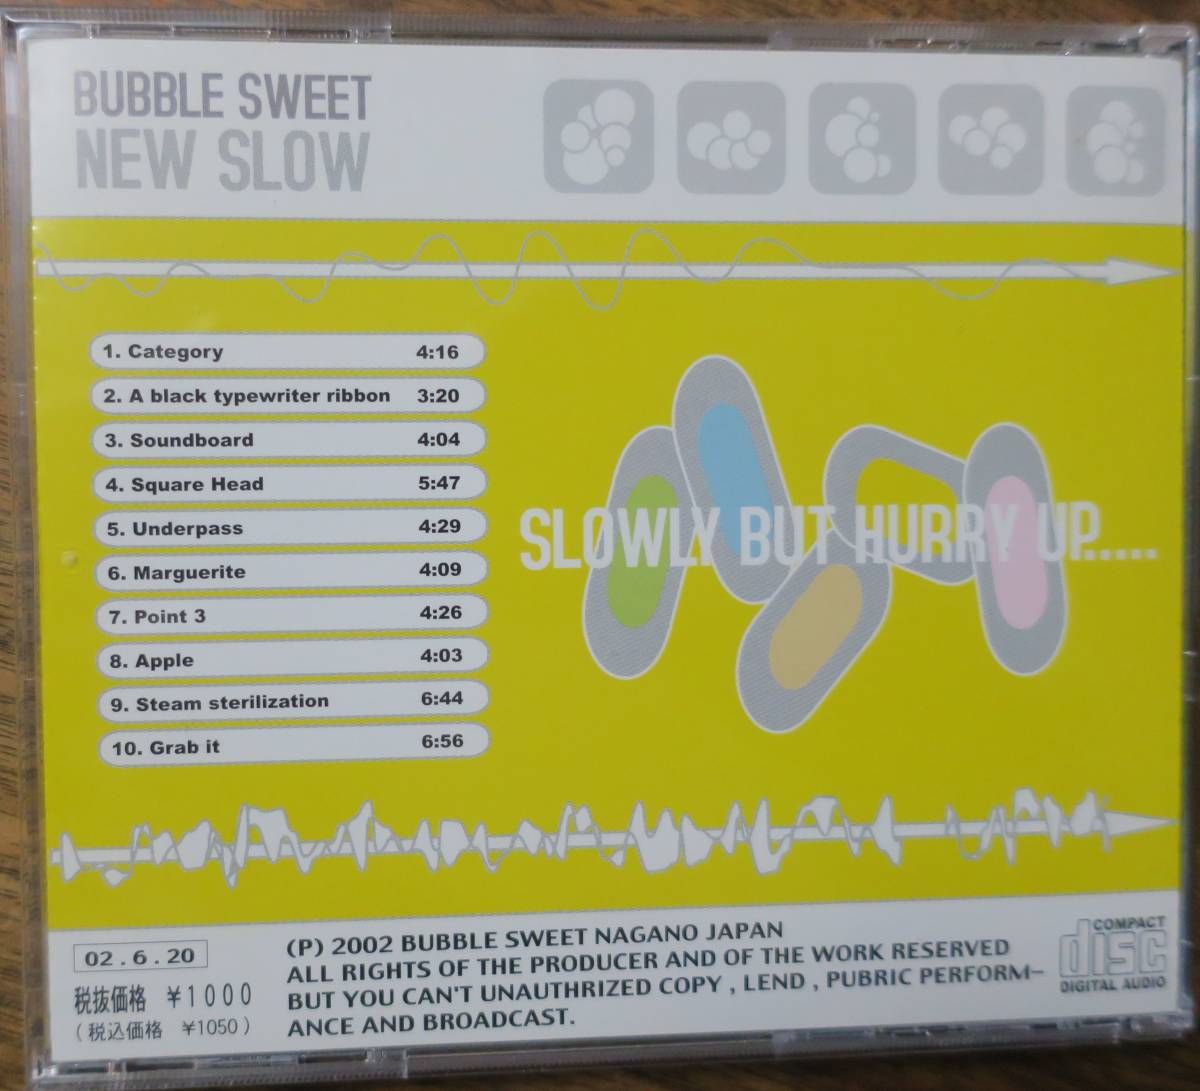 BUBBLE SWEET
NEW SLOW
1. Category 4:16
2. A black typewriter ribbon 3:20
3. Soundboard 4:04
4. Square Head 5:47
5. Underpass 4:29
6. Marguerite 4:09
7. Point 3 4:26
8. Apple 4:03
9. Steam sterilization 6:44
10. Grab it 6:56
SLOWLY BUT HURRY UP.....
02.6.20
税抜価格 ¥1000
(税込価格 ¥1050)
(P) 2002 BUBBLE SWEET NAGANO JAPAN
ALL RIGHTS OF THE PRODUCER AND OF THE WORK RESERVED
BUT YOU CAN'T UNAUTHRIZED COPY , LEND , PUBRIC PERFORM-
ANCE AND BROADCAST.
COMPACT
disc
DIGITAL AUDIO